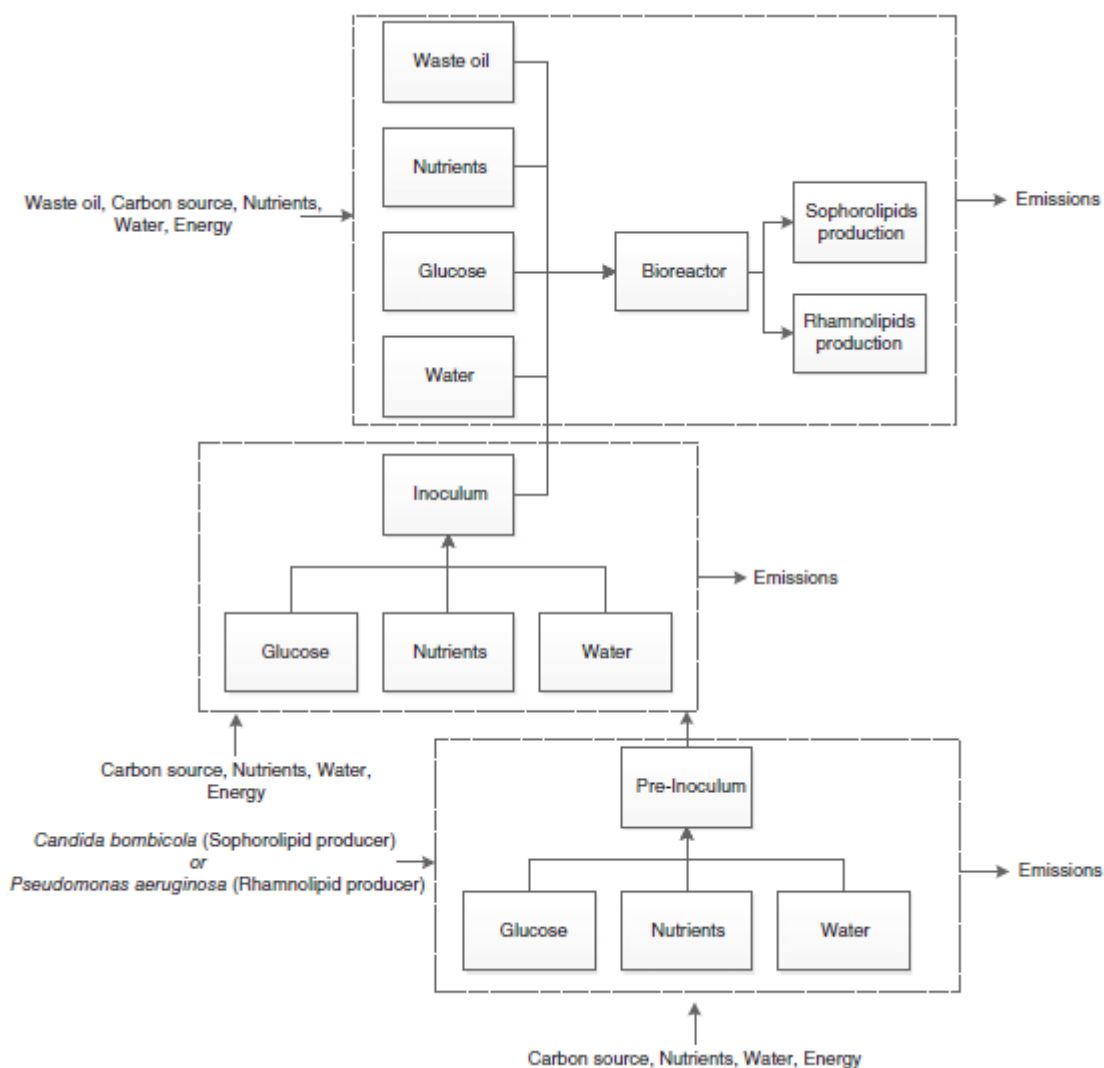 Waste oil
Nutrients
Waste oil, Carbon source, Nutrients,
Water, Energy
Glucose
Water
Bioreactor
Sophorolipids
production
Rhamnolipids
production
Emissions
Inoculum
Glucose
Nutrients
Water
Emissions
Carbon source, Nutrients, Water,
Energy
Candida bombicola (Sophorolipid producer)
or
Pseudomonas aeruginosa (Rhamnolipid producer)
Pre-Inoculum
Glucose
Nutrients
Water
Emissions
Carbon source, Nutrients, Water, Energy